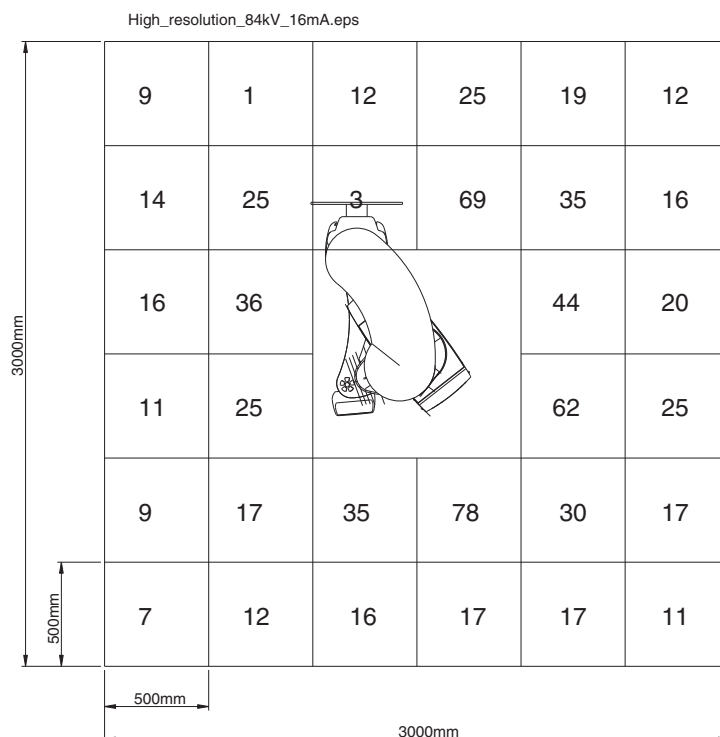 High_resolution_84kV_16mA.eps
9 1 12 25 19 12
14 25 3 69 35 16
16 36 44 20
3000mm
11 25 62 25
9 17 35 78 30 17
500mm
7 12 16 17 17 11
500mm
3000mm